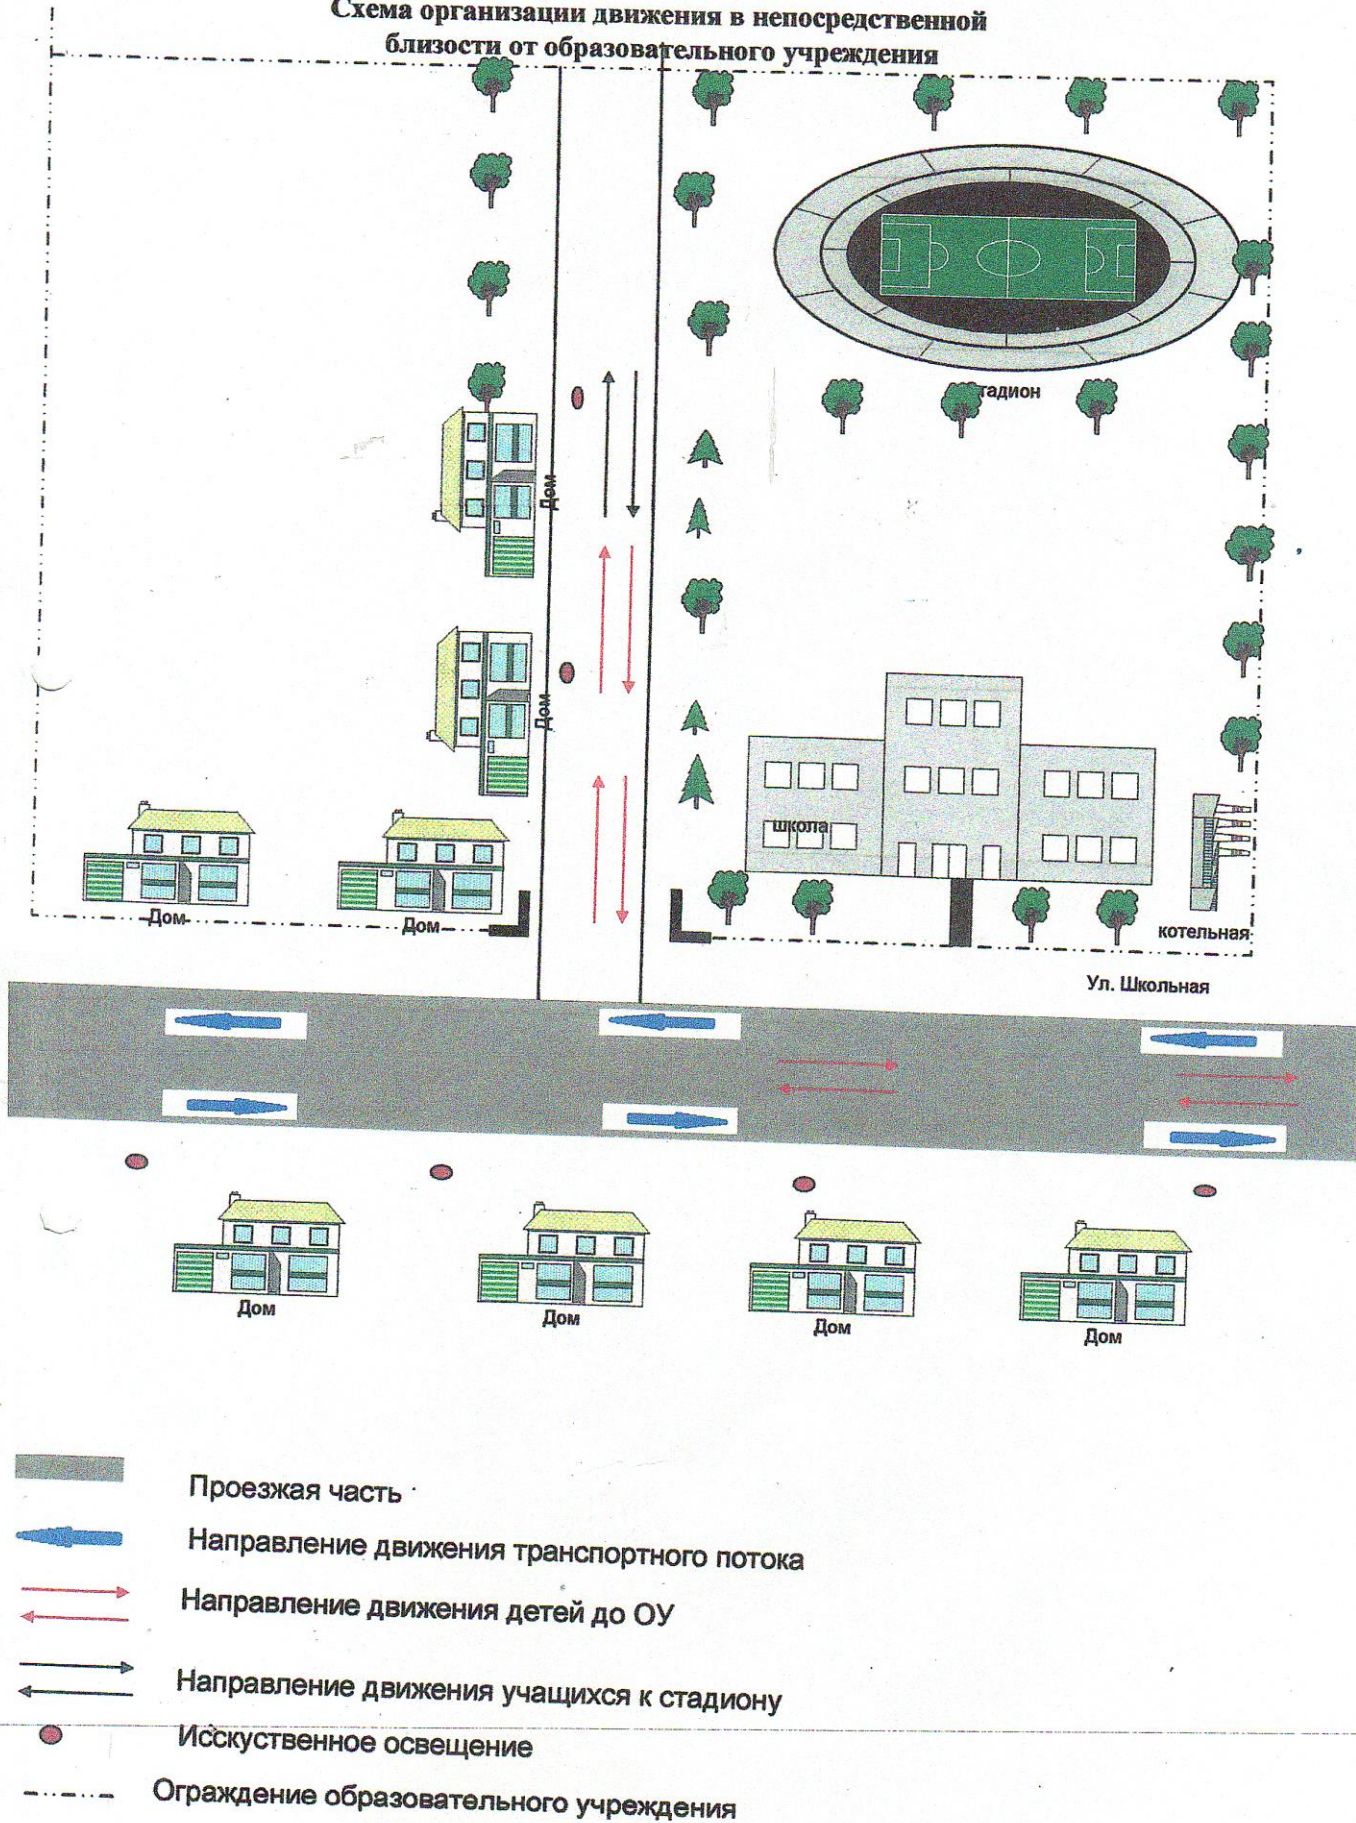 Схема организации движения в непосредственной
близости от образовательного учреждения
тадион
Дом
Дом
школа
Дом
Дом
котельная
Ул. Школьная
Дом
Дом
Дом
Дом
Проезжая часть
Направление движения транспортного потока
Направление движения детей до ОУ
Направление движения учащихся к стадиону
Исскуственное освещение
Ограждение образовательного учреждения